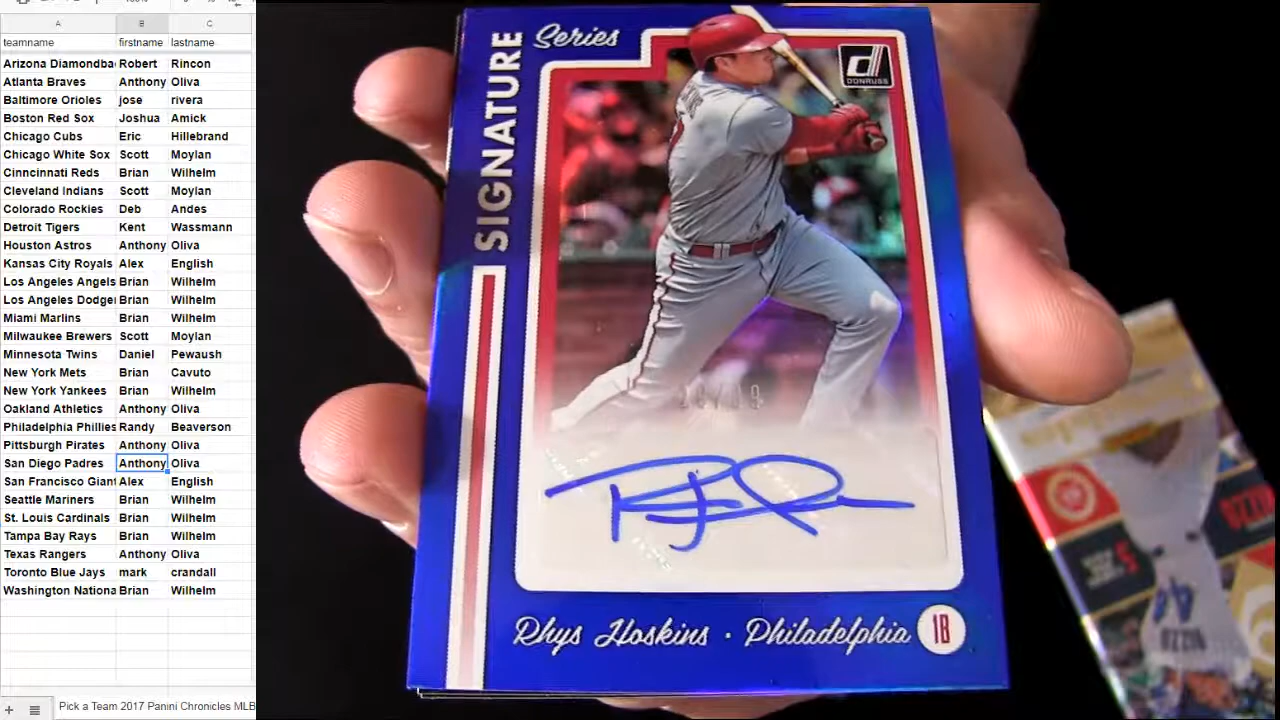 A B C
teamname firstname lastname
Arizona Diamondba Robert Rincon
Atlanta Braves Anthony Oliva
Baltimore Orioles jose rivera
Boston Red Sox Joshua Amick
Chicago Cubs Eric Hillebrand
Chicago White Sox Scott Moylan
Cinncinnati Reds Brian Wilhelm
Cleveland Indians Scott Moylan
Colorado Rockies Deb Andes
Detroit Tigers Kent Wassmann
Houston Astros Anthony Oliva
Kansas City Royals Alex English
Los Angeles Angels Brian Wilhelm
Los Angeles Dodge Brian Wilhelm
Miami Marlins Brian Wilhelm
Milwaukee Brewers Scott Moylan
Minnesota Twins Daniel Pewaush
New York Mets Brian Cavuto
New York Yankees Brian Wilhelm
Oakland Athletics Anthony Oliva
Philadelphia Phillies Randy Beaverson
Pittsburgh Pirates Anthony Oliva
San Diego Padres Anthony Oliva
San Francisco Giant Alex English
Seattle Mariners Brian Wilhelm
St. Louis Cardinals Brian Wilhelm
Tampa Bay Rays Brian Wilhelm
Texas Rangers Anthony Oliva
Toronto Blue Jays mark crandall
Washington Nationa Brian Wilhelm
Pick a Team 2017 Panini Chronicles MLB
SIGNATURE
Series
DONRUSS
Rhys Hoskins · Philadelphia 18